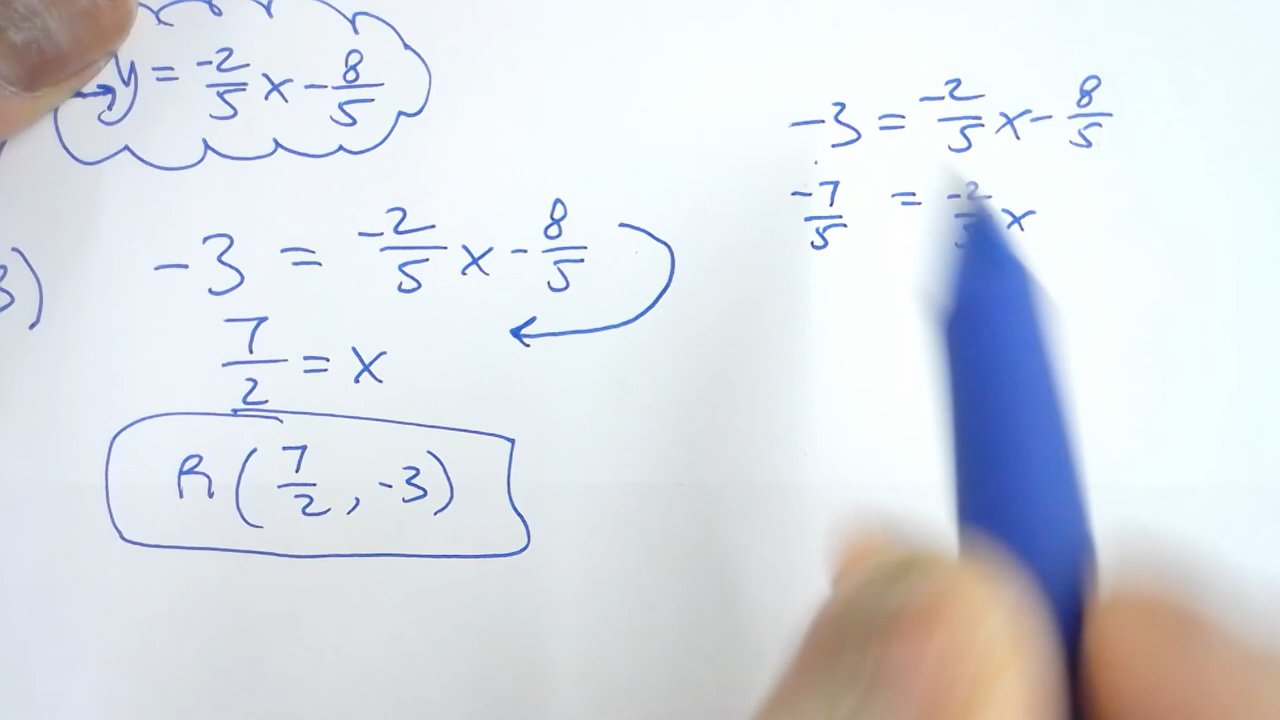 y = -2/5 x - 8/5
3)
-3 = -2/5 x - 8/5
7/2 = x
R(7/2, -3)
-3 = -2/5 x - 8/5
-7/5 = -2/5 x